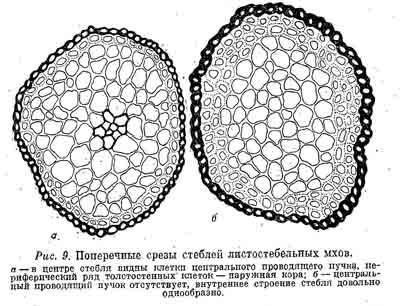 а.
б
Рис. 9. Поперечные срезы стеблей листостебельных мхов.
а — в центре стебля видны клетки центрального проводящего пучка, пе-
риферический ряд толстостенных клеток — наружная кора; б — централь-
ный проводящий пучок отсутствует, внутреннее строение стебля довольно
однообразно.